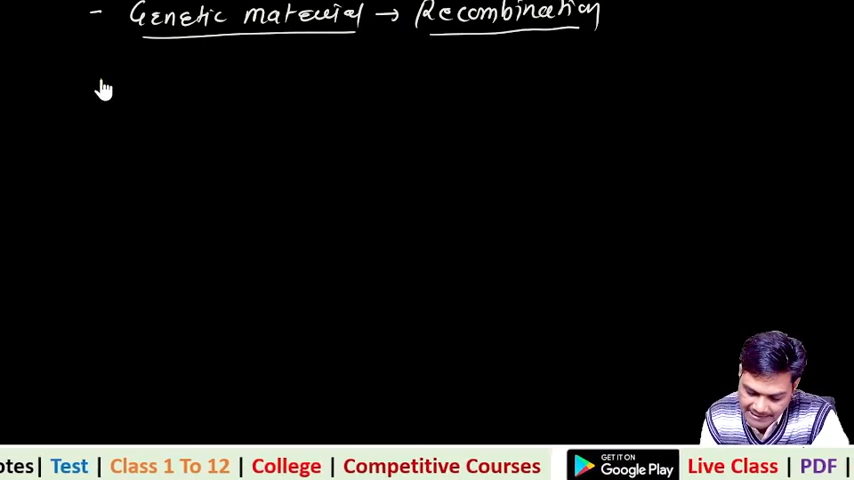 - Genetic material → Recombination
otes| Test | Class 1 To 12 | College | Competitive Courses GET IT ON Google Play Live Class | PDF |